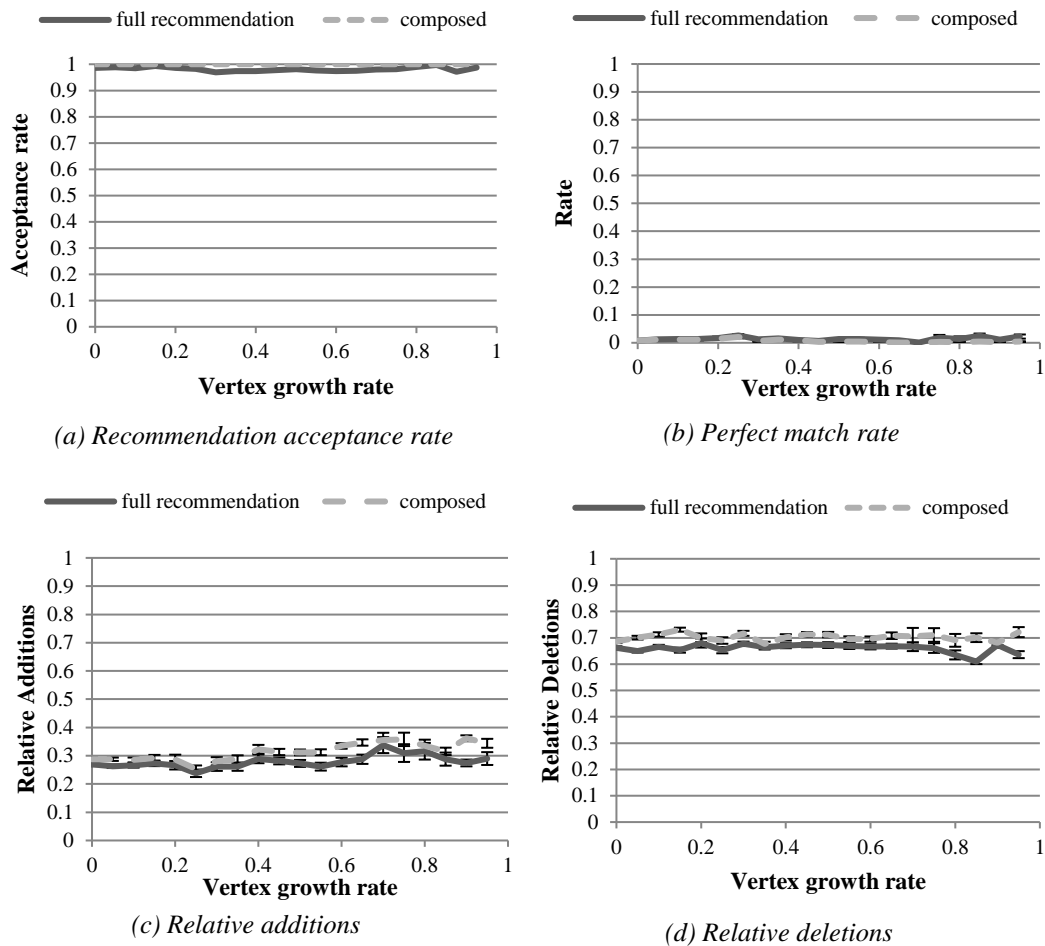 full recommendation composed
1
0.9
0.8
0.7
0.6
0.5
0.4
0.3
0.2
0.1
0
Acceptance rate
0 0.2 0.4 0.6 0.8 1
Vertex growth rate
(a) Recommendation acceptance rate
full recommendation composed
1
0.9
0.8
0.7
0.6
0.5
0.4
0.3
0.2
0.1
0
Rate
0 0.2 0.4 0.6 0.8 1
Vertex growth rate
(b) Perfect match rate
full recommendation composed
1
0.9
0.8
0.7
0.6
0.5
0.4
0.3
0.2
0.1
0
Relative Additions
0 0.2 0.4 0.6 0.8 1
Vertex growth rate
(c) Relative additions
full recommendation composed
1
0.9
0.8
0.7
0.6
0.5
0.4
0.3
0.2
0.1
0
Relative Deletions
0 0.2 0.4 0.6 0.8 1
Vertex growth rate
(d) Relative deletions